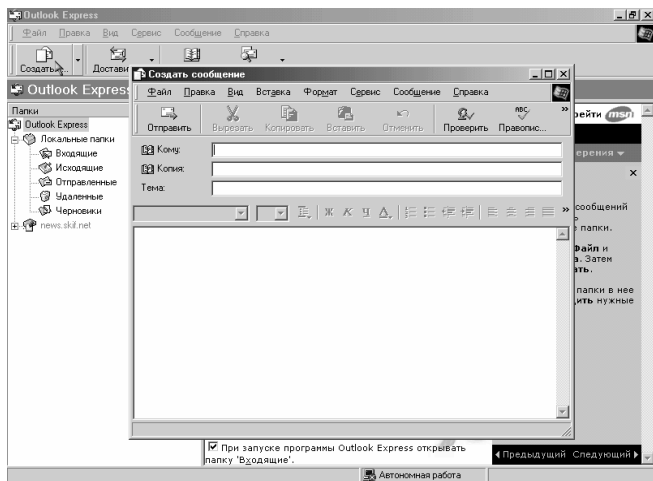 Outlook Express
Файл Правка Вид Сервис Сообщение Справка
Создать... Достави
Outlook Express
Папки
Outlook Express
Локальные папки
Входящие
Исходящие
Отправленные
Удаленные
Черновики
news.skif.net
Создать сообщение
Файл Правка Вид Вставка Формат Сервис Сообщение Справка
Отправить Вырезать Копировать Вставить Отменить Проверить Правопис...
Кому:
Копия:
Тема:
Ж К Ч
ейти msn
ерения
сообщений
папки.
Файл и
. Затем
ать.
папки в нее
ить нужные
При запуске программы Outlook Express открывать
папку 'Входящие'.
Предыдущий Следующий
Автономная работа